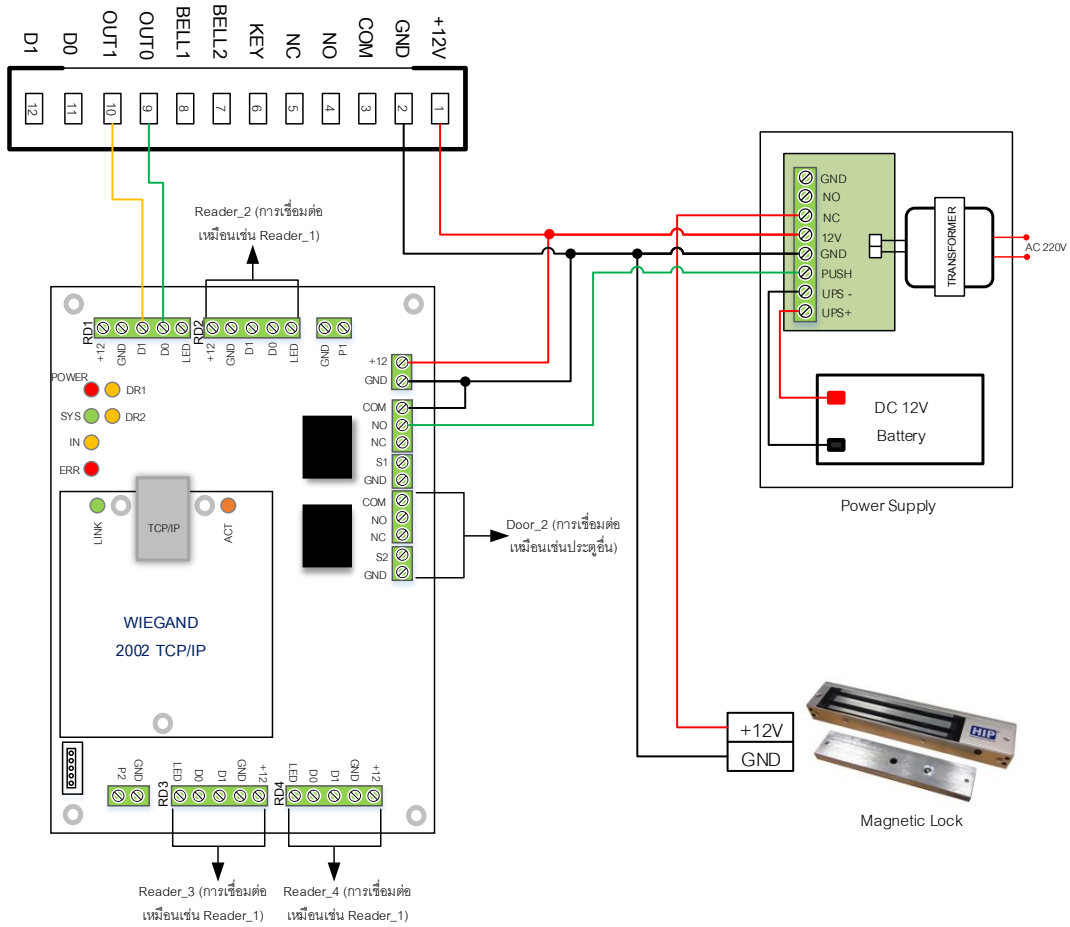 D1
D0
OUT1
OUT0
BELL1
BELL2
KEY
NC
NO
COM
GND
+12V
12
11
10
9
8
7
6
5
4
3
2
1
Reader_2 (การเชื่อมต่อ
เหมือนเช่น Reader_1)
RD1
+12
GND
D1
D0
LED
RD2
+12
GND
D1
D0
LED
GND
P1
POWER
DR1
SYS
DR2
IN
ERR
LINK
TCP/IP
ACT
WIEGAND
2002 TCP/IP
+12
GND
COM
NO
NC
S1
GND
COM
NO
NC
S2
GND
Door_2 (การเชื่อมต่อ
เหมือนเช่นประตูอื่น)
P2
GND
RD3
LED
D0
D1
GND
+12
RD4
LED
D0
D1
GND
+12
Reader_3 (การเชื่อมต่อ
เหมือนเช่น Reader_1)
Reader_4 (การเชื่อมต่อ
เหมือนเช่น Reader_1)
GND
NO
NC
12V
GND
PUSH
UPS -
UPS+
TRANSFORMER
AC 220V
DC 12V
Battery
Power Supply
+12V
GND
HIP
Magnetic Lock